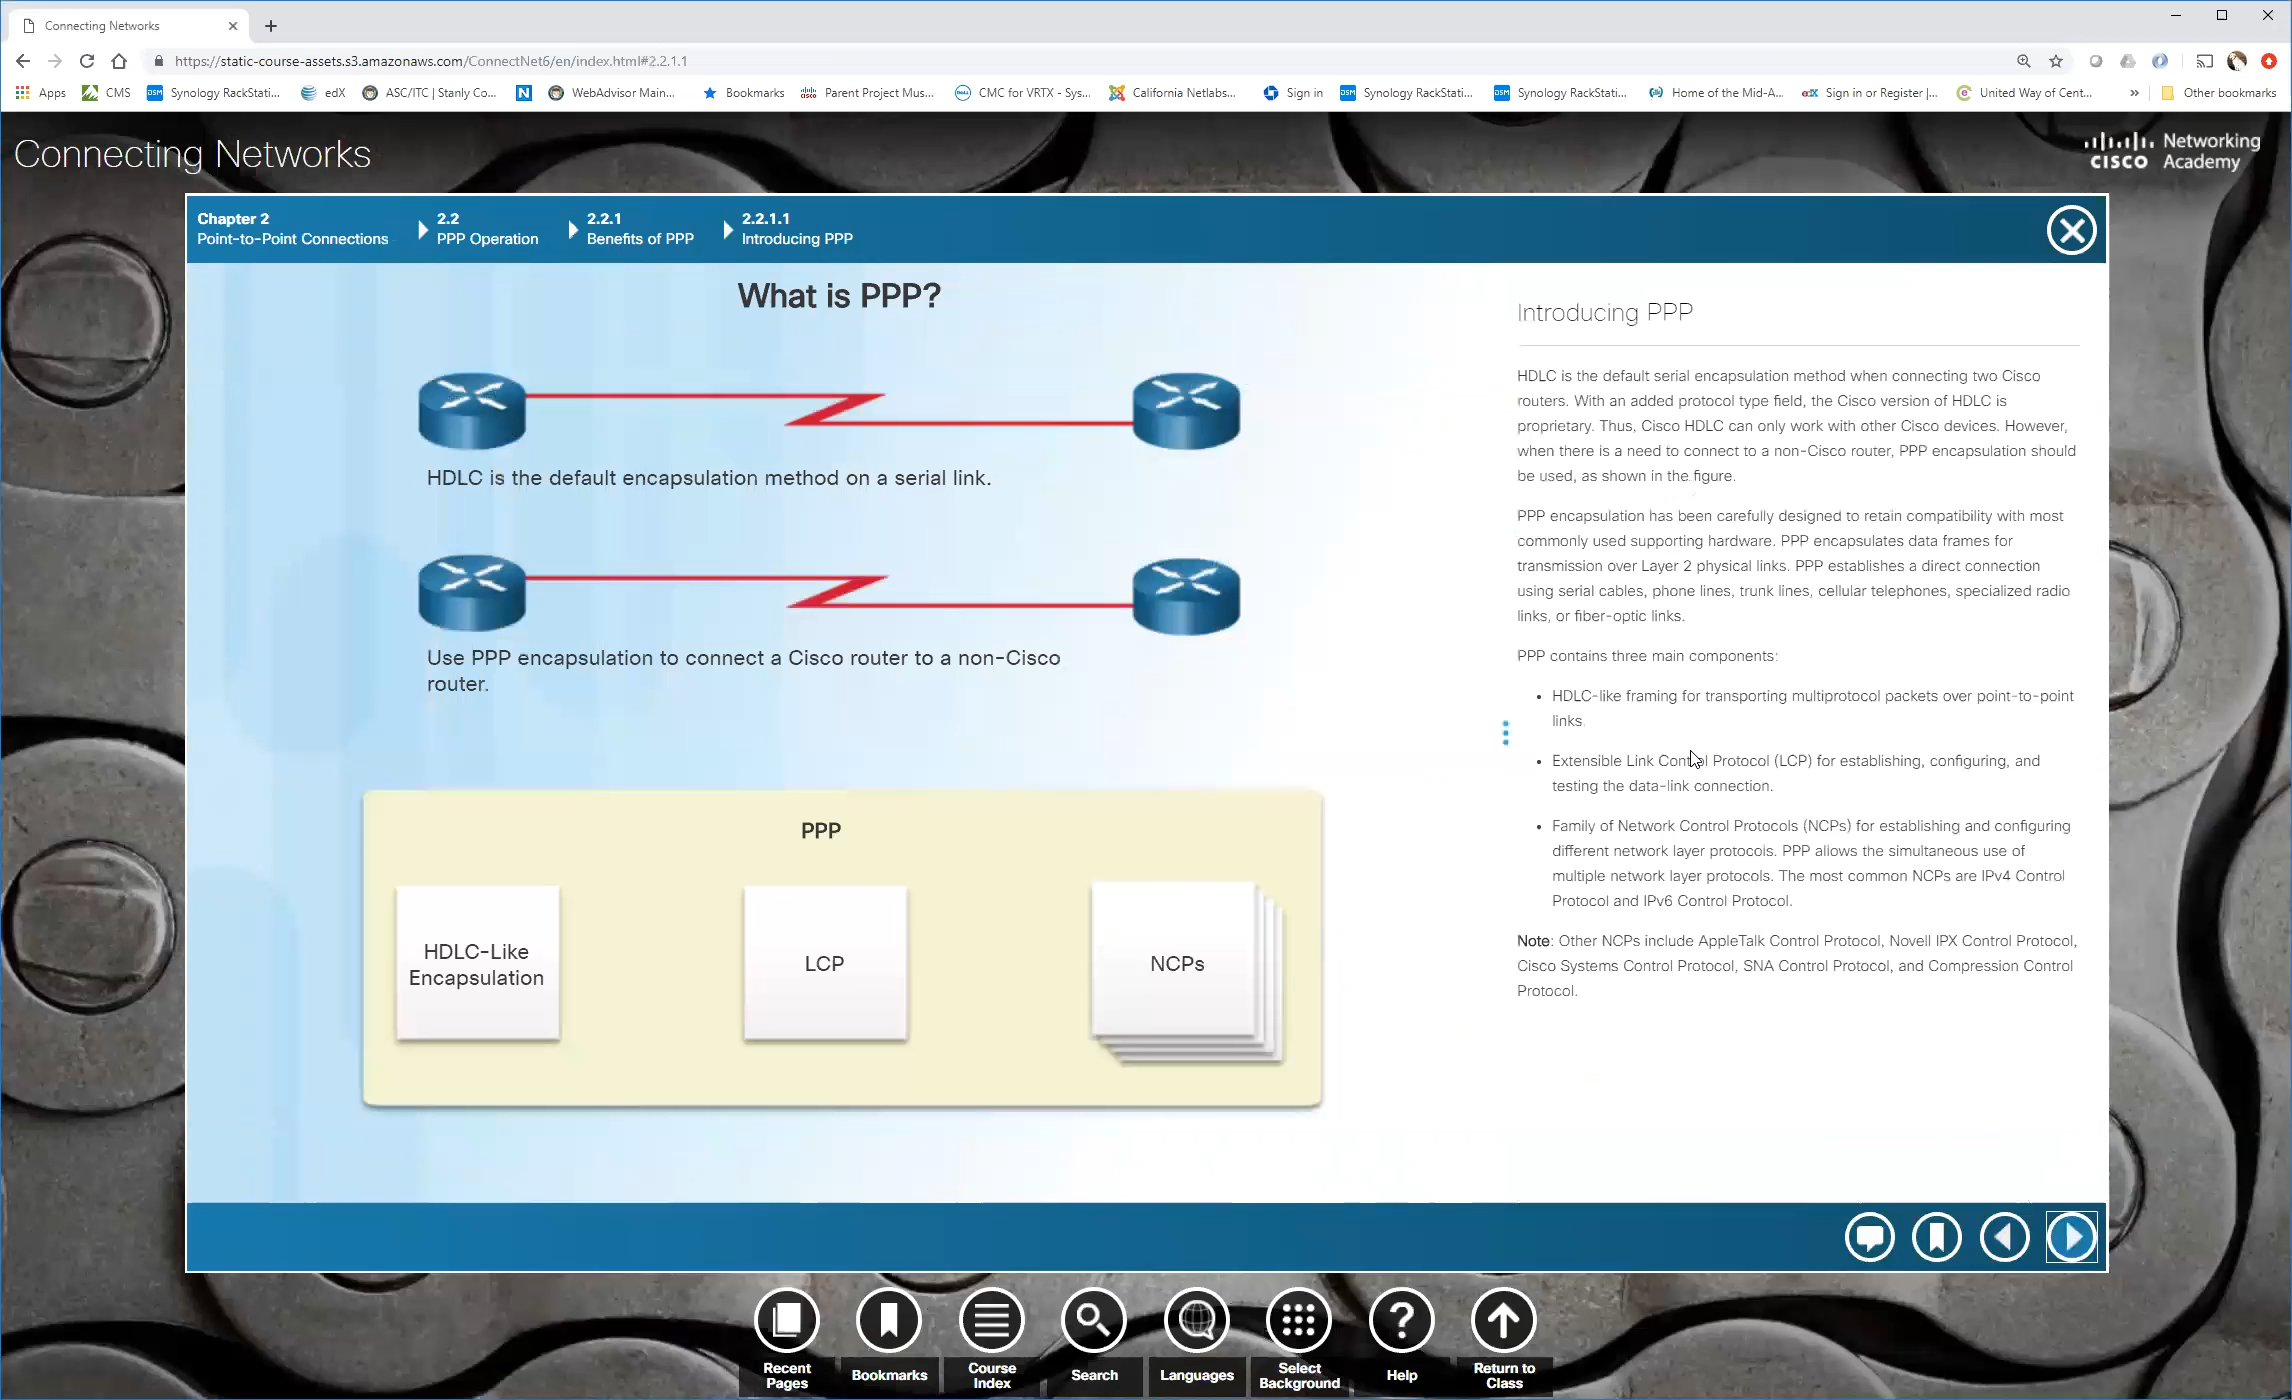 Connecting Networks
https://static-course-assets.s3.amazonaws.com/ConnectNet6/en/index.html#2.2.1.1
Apps CMS Synology RackStati... edX ASC/ITC | Stanly Co... WebAdvisor Main... Bookmarks Parent Project Mus... CMC for VRTX - Sys... California Netlabs... Sign in Synology RackStati... Synology RackStati... Home of the Mid-A... Sign in or Register |... United Way of Cent... » Other bookmarks
Connecting Networks
Networking
CISCO Academy
Chapter 2 2.2 2.2.1 2.2.1.1
Point-to-Point Connections PPP Operation Benefits of PPP Introducing PPP
What is PPP?
HDLC is the default encapsulation method on a serial link.
Use PPP encapsulation to connect a Cisco router to a non-Cisco
router.
PPP
HDLC-Like
Encapsulation
LCP
NCPs
Introducing PPP
HDLC is the default serial encapsulation method when connecting two Cisco
routers. With an added protocol type field, the Cisco version of HDLC is
proprietary. Thus, Cisco HDLC can only work with other Cisco devices. However,
when there is a need to connect to a non-Cisco router, PPP encapsulation should
be used, as shown in the figure.
PPP encapsulation has been carefully designed to retain compatibility with most
commonly used supporting hardware. PPP encapsulates data frames for
transmission over Layer 2 physical links. PPP establishes a direct connection
using serial cables, phone lines, trunk lines, cellular telephones, specialized radio
links, or fiber-optic links.
PPP contains three main components:
• HDLC-like framing for transporting multiprotocol packets over point-to-point
links.
• Extensible Link Control Protocol (LCP) for establishing, configuring, and
testing the data-link connection.
• Family of Network Control Protocols (NCPs) for establishing and configuring
different network layer protocols. PPP allows the simultaneous use of
multiple network layer protocols. The most common NCPs are IPv4 Control
Protocol and IPv6 Control Protocol.
Note: Other NCPs include AppleTalk Control Protocol, Novell IPX Control Protocol,
Cisco Systems Control Protocol, SNA Control Protocol, and Compression Control
Protocol.
Recent
Pages
Bookmarks
Course
Index
Search
Languages
Select
Background
Help
Return to
Class